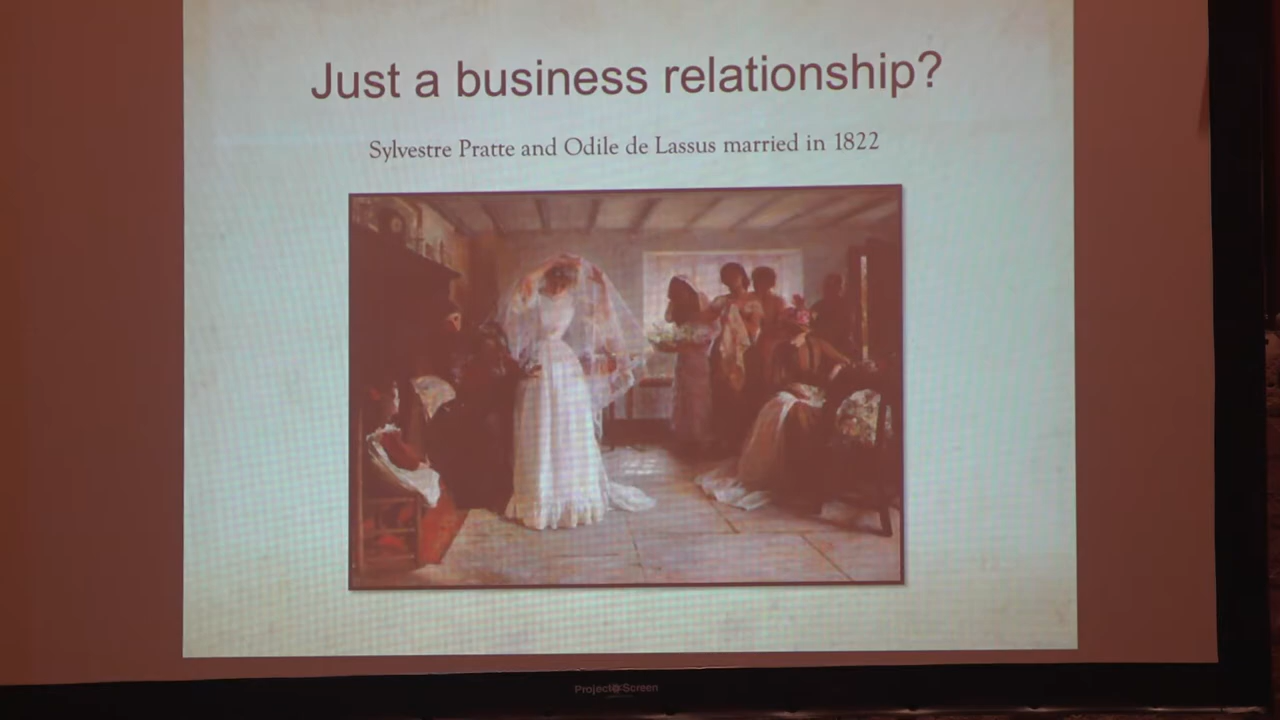 Just a business relationship?
Sylvestre Pratte and Odile de Lassus married in 1822
Project Screen